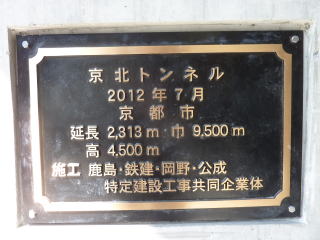 京北トンネル
2012年7月
京都市
延長 2,313m・巾 9,500m
高 4,500m
施工 鹿島・鉄建・岡野・公成
特定建設工事共同企業体